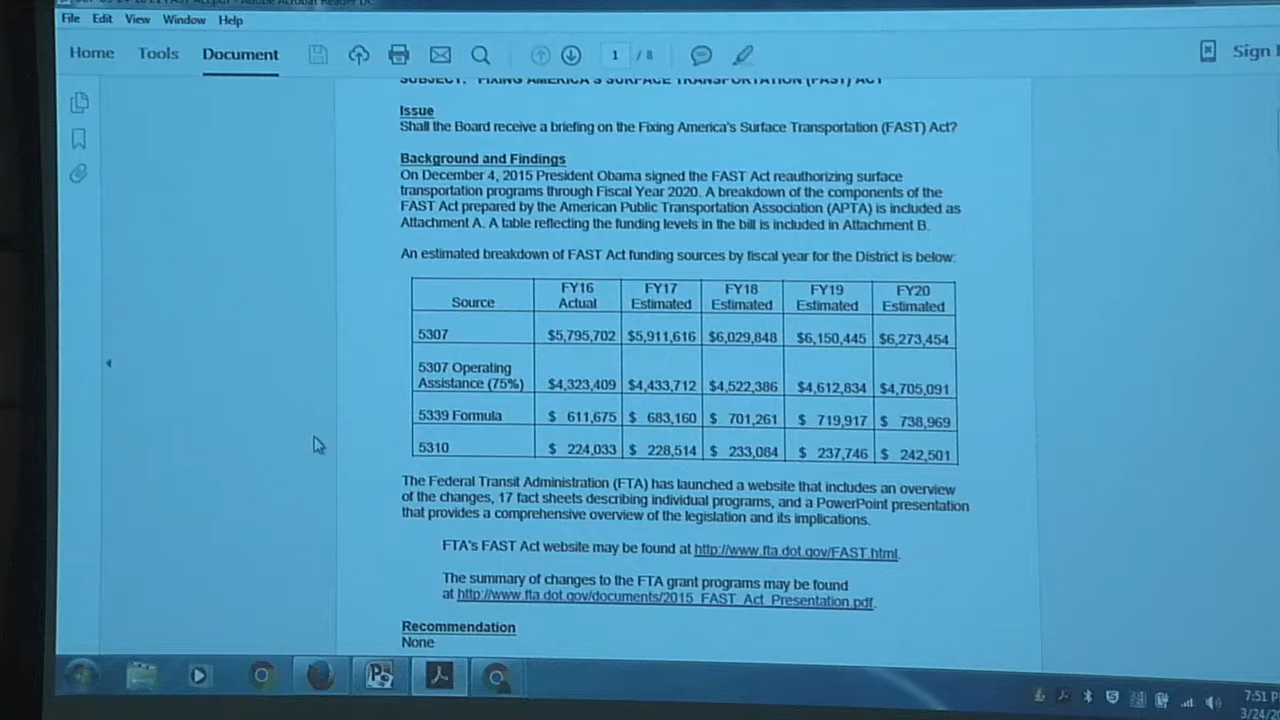 File Edit View Window Help
Home Tools Document 1 / 8 Sign
SUBJECT: FIXING AMERICA'S SURFACE TRANSPORTATION (FAST) ACT
Issue
Shall the Board receive a briefing on the Fixing America's Surface Transportation (FAST) Act?
Background and Findings
On December 4, 2015 President Obama signed the FAST Act reauthorizing surface
transportation programs through Fiscal Year 2020. A breakdown of the components of the
FAST Act prepared by the American Public Transportation Association (APTA) is included as
Attachment A. A table reflecting the funding levels in the bill is included in Attachment B.
An estimated breakdown of FAST Act funding sources by fiscal year for the District is below:
Source FY16 Actual FY17 Estimated FY18 Estimated FY19 Estimated FY20 Estimated
5307 $5,795,702 $5,911,616 $6,029,848 $6,150,445 $6,273,454
5307 Operating
Assistance (75%) $4,323,409 $4,433,712 $4,522,386 $4,612,834 $4,705,091
5339 Formula $ 611,675 $ 683,160 $ 701,261 $ 719,917 $ 738,969
5310 $ 224,033 $ 228,514 $ 233,084 $ 237,746 $ 242,501
The Federal Transit Administration (FTA) has launched a website that includes an overview
of the changes, 17 fact sheets describing individual programs, and a PowerPoint presentation
that provides a comprehensive overview of the legislation and its implications.
FTA's FAST Act website may be found at http://www.fta.dot.gov/FAST.html.
The summary of changes to the FTA grant programs may be found
at http://www.fta.dot.gov/documents/2015_FAST_Act_Presentation.pdf.
Recommendation
None
7:51 P
3/24/2